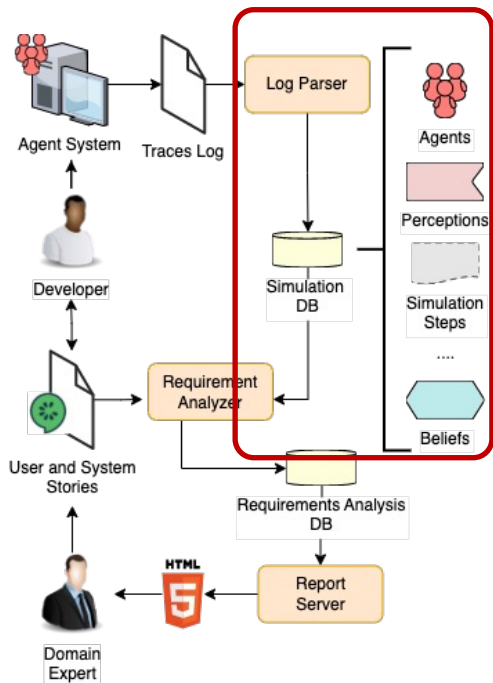 Agent System
Traces Log
Log Parser
Agents
Perceptions
Simulation
Steps
....
Beliefs
Developer
Simulation
DB
Requirement
Analyzer
User and System
Stories
Requirements Analysis
DB
HTML
5
Report
Server
Domain
Expert